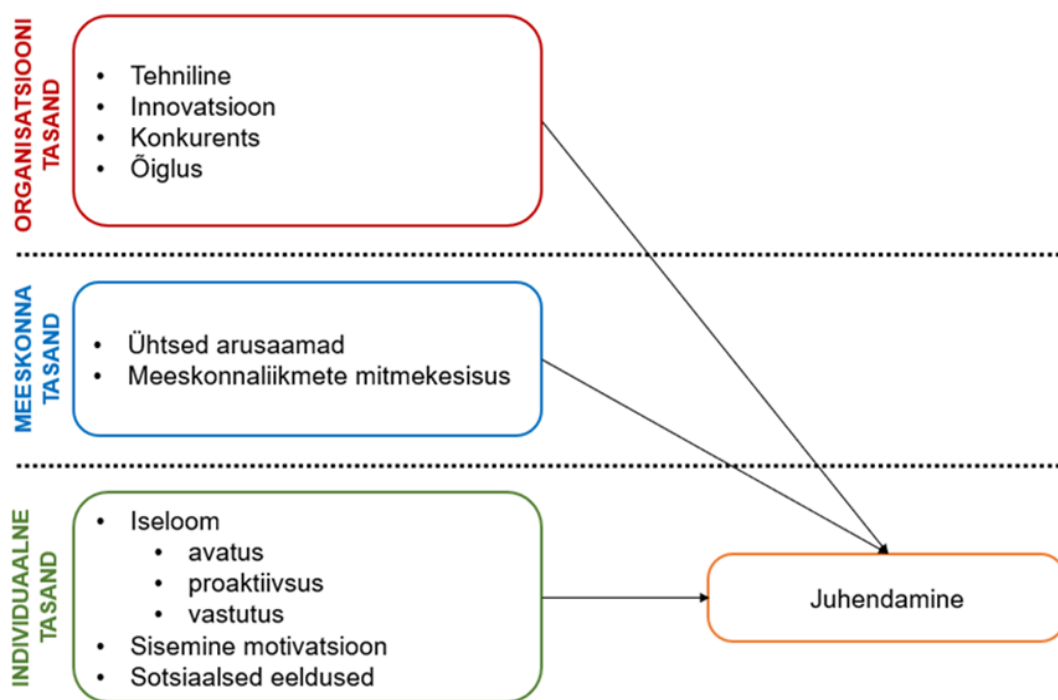 ORGANISATSIOONI
TASAND
• Tehniline
• Innovatsioon
• Konkurents
• Õiglus
MEESKONNA
TASAND
• Ühtsed arusaamad
• Meeskonnaliikmete mitmekesisus
INDIVIDUAALNE
TASAND
• Iseloom
• avatus
• proaktiivsus
• vastutus
• Sisemine motivatsioon
• Sotsiaalsed eeldused
Juhendamine